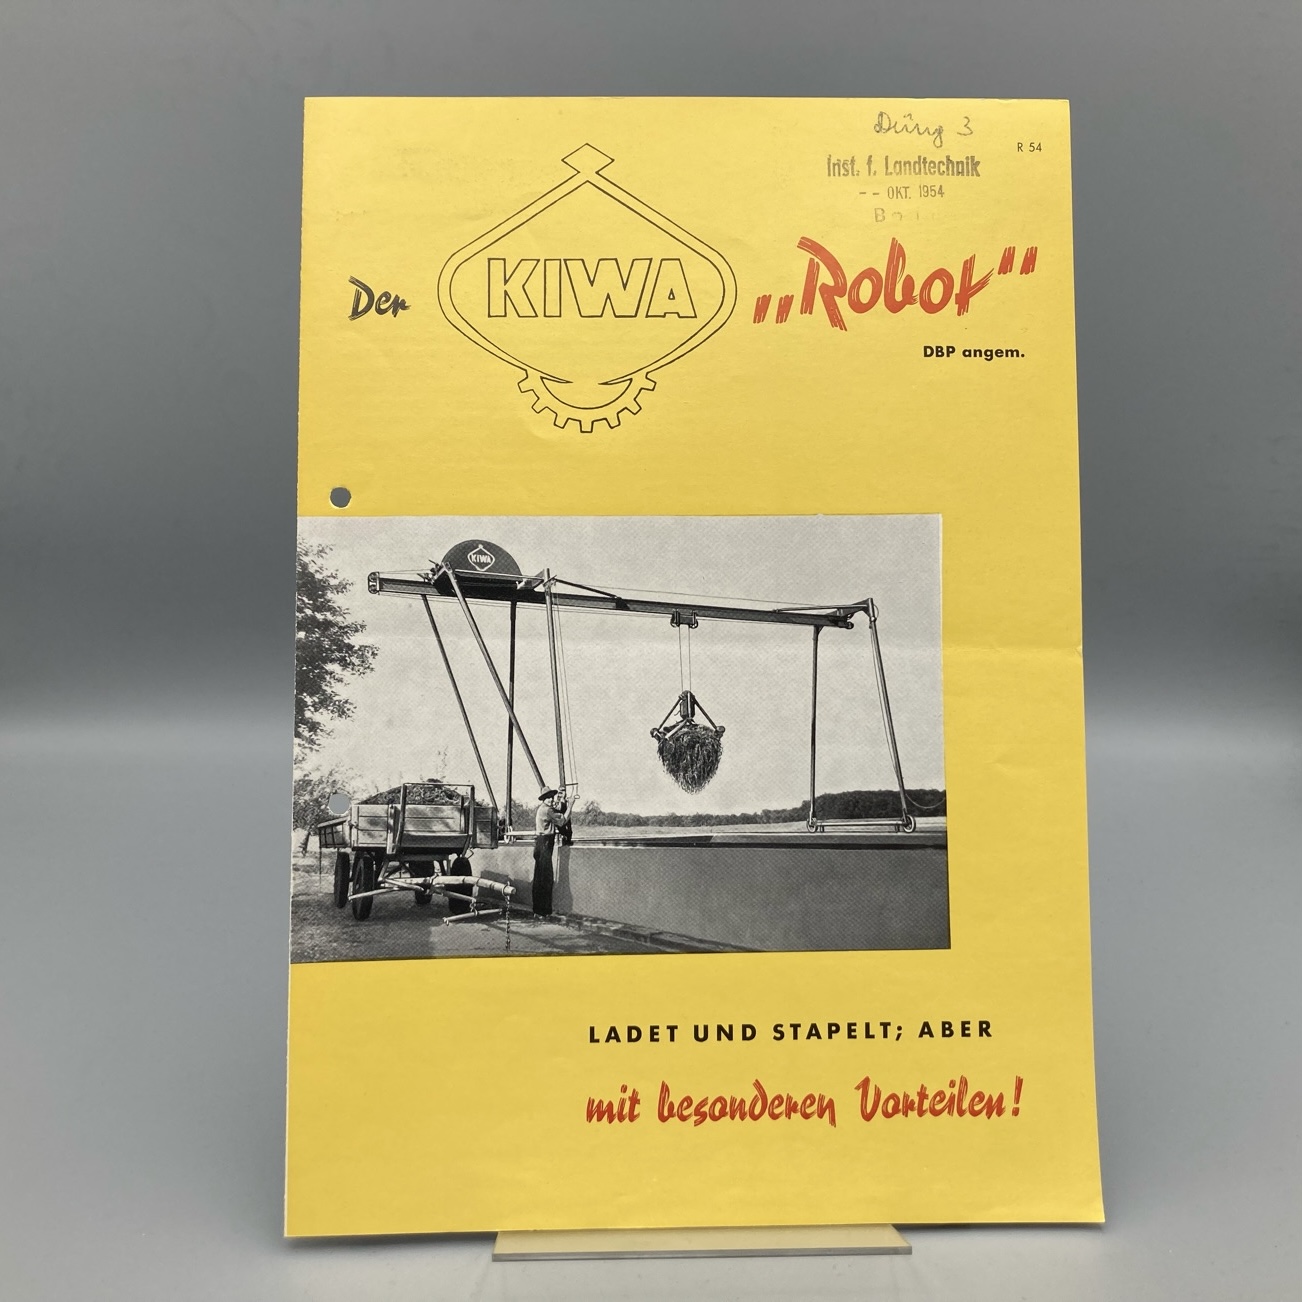 Düng 3
R 54
Inst. f. Landtechnik
-- OKT. 1954
Der KIWA „Robot"
DBP angem.
KIWA
LADET UND STAPELT; ABER
mit besonderen Vorteilen!